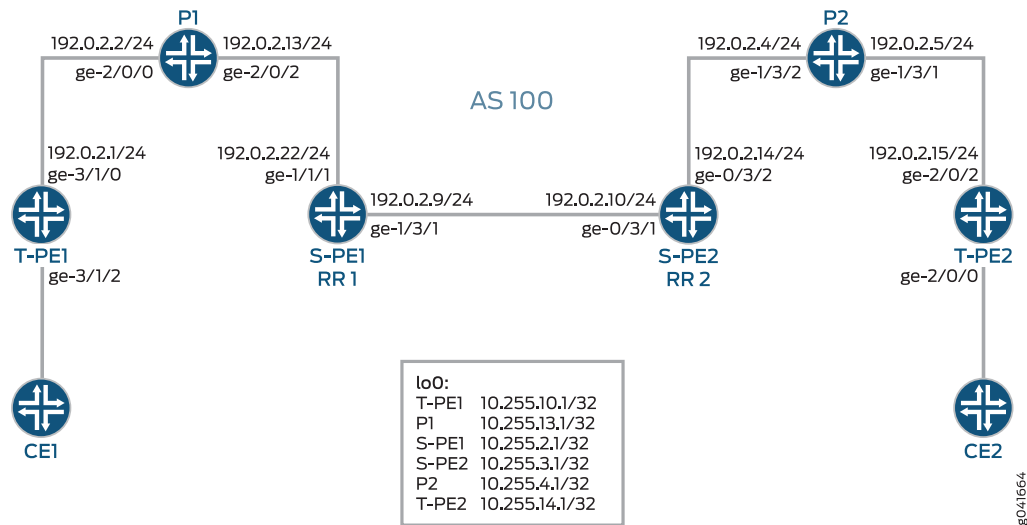 P1
192.0.2.2/24
192.0.2.13/24
ge-2/0/0
ge-2/0/2
P2
192.0.2.4/24
192.0.2.5/24
ge-1/3/2
ge-1/3/1
AS 100
192.0.2.1/24
ge-3/1/0
192.0.2.22/24
ge-1/1/1
192.0.2.14/24
ge-0/3/2
192.0.2.15/24
ge-2/0/2
192.0.2.9/24
ge-1/3/1
192.0.2.10/24
ge-0/3/1
T-PE1
S-PE1
RR 1
S-PE2
RR 2
T-PE2
ge-3/1/2
ge-2/0/0
CE1
CE2
lo0:
T-PE1 10.255.10.1/32
P1 10.255.13.1/32
S-PE1 10.255.2.1/32
S-PE2 10.255.3.1/32
P2 10.255.4.1/32
T-PE2 10.255.14.1/32
g041664